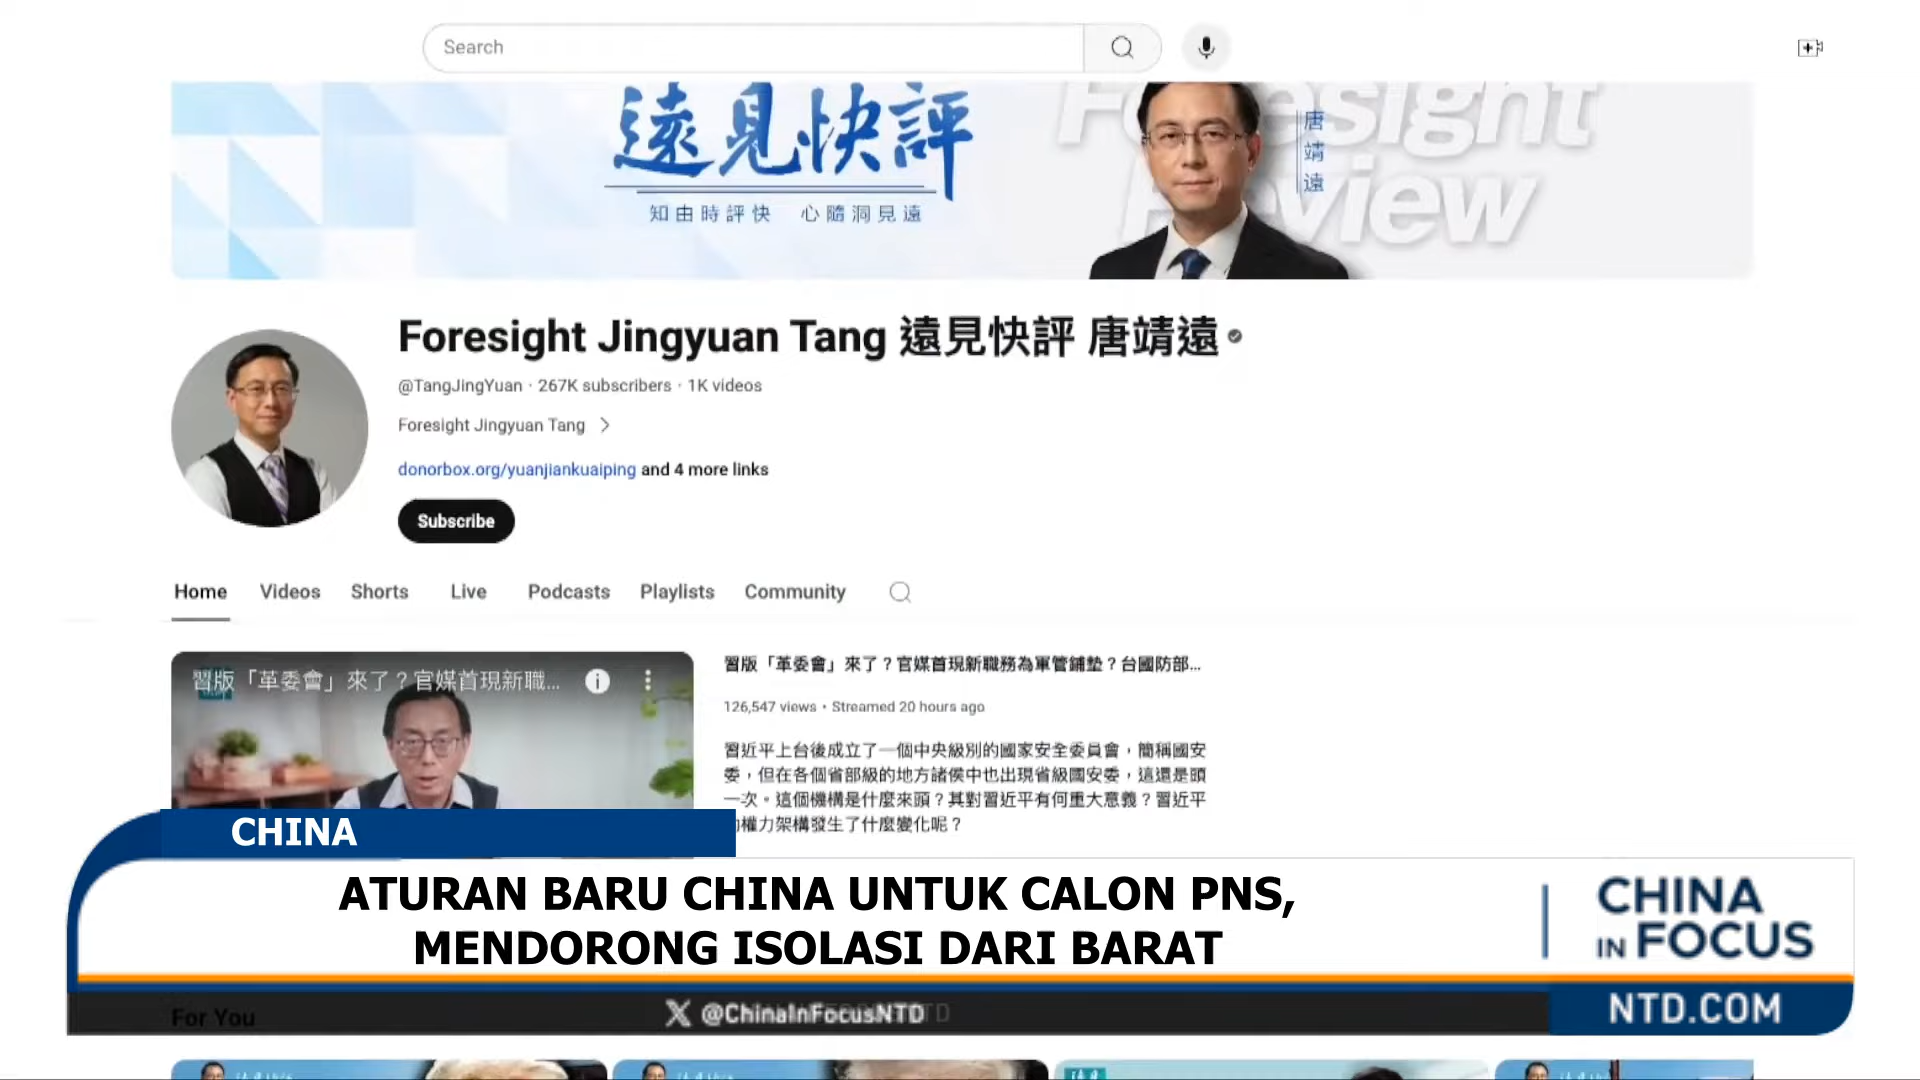 Search
遠見快評
知由時評快 心隨洞見遠
Foresight
Review
唐靖遠
Foresight Jingyuan Tang 遠見快評 唐靖遠
@TangJingYuan · 267K subscribers · 1K videos
Foresight Jingyuan Tang
donorbox.org/yuanjiankuaiping and 4 more links
Subscribe
Home Videos Shorts Live Podcasts Playlists Community
習版「革委會」來了？官媒首現新職...
習版「革委會」來了？官媒首現新職務為軍管鋪墊？台國防部...
126,547 views • Streamed 20 hours ago
習近平上台後成立了一個中央級別的國家安全委員會，簡稱國安
委，但在各個省部級的地方諸侯中也出現省級國安委，這還是頭
一次。這個機構是什麼來頭？其對習近平有何重大意義？習近平
權力架構發生了什麼變化呢？
CHINA
ATURAN BARU CHINA UNTUK CALON PNS,
MENDORONG ISOLASI DARI BARAT
CHINA
IN FOCUS
For You
X @ChinaInFocusNTD
NTD.COM